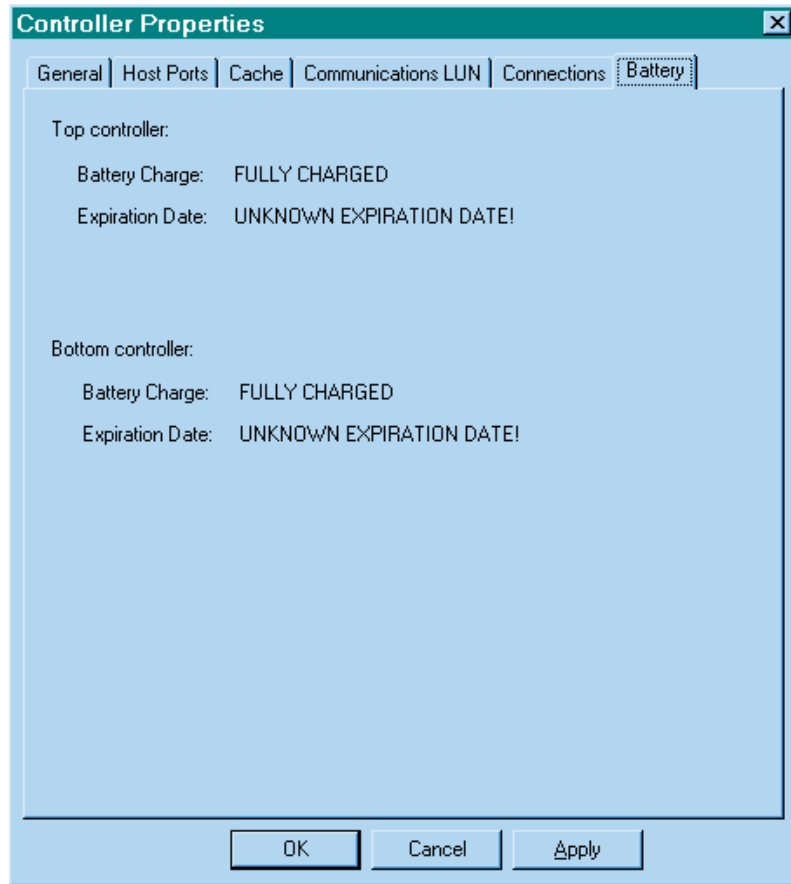 Controller Properties
General Host Ports Cache Communications LUN Connections Battery
Top controller:
Battery Charge: FULLY CHARGED
Expiration Date: UNKNOWN EXPIRATION DATE!
Bottom controller:
Battery Charge: FULLY CHARGED
Expiration Date: UNKNOWN EXPIRATION DATE!
OK Cancel Apply